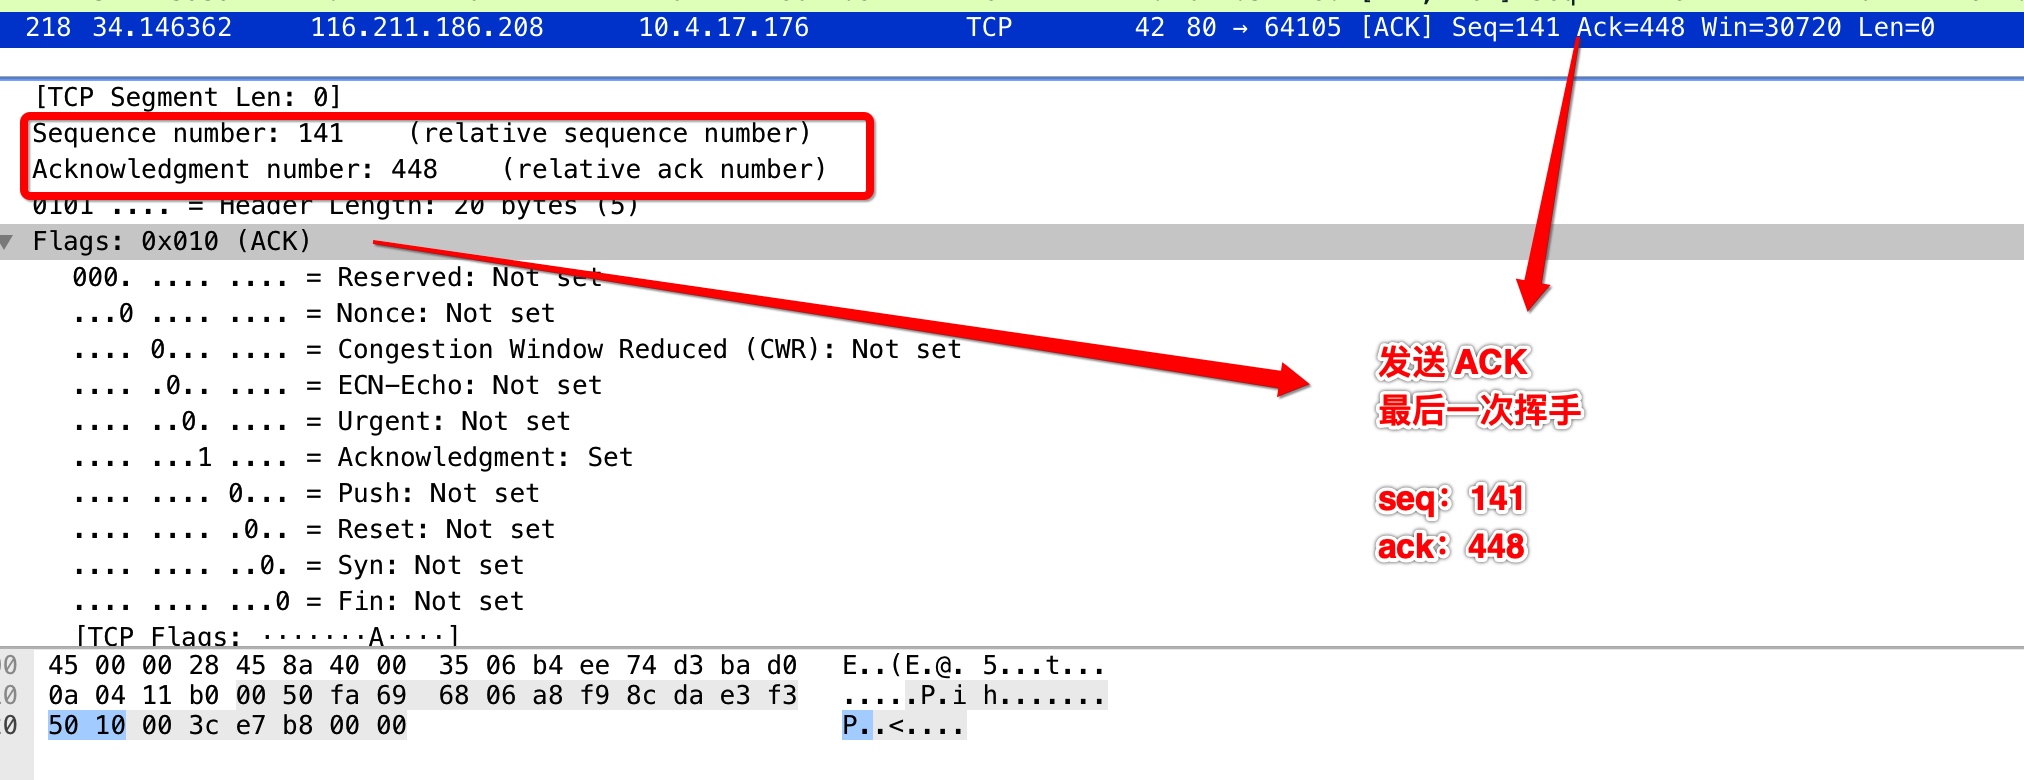 218 34.146362 116.211.186.208 10.4.17.176 TCP 42 80 → 64105 [ACK] Seq=141 Ack=448 Win=30720 Len=0
[TCP Segment Len: 0]
Sequence number: 141 (relative sequence number)
Acknowledgment number: 448 (relative ack number)
0101 .... = Header Length: 20 bytes (5)
Flags: 0x010 (ACK)
000. .... .... = Reserved: Not set
...0 .... .... = Nonce: Not set
.... 0... .... = Congestion Window Reduced (CWR): Not set
.... .0.. .... = ECN-Echo: Not set
.... ..0. .... = Urgent: Not set
.... ...1 .... = Acknowledgment: Set
.... .... 0... = Push: Not set
.... .... .0.. = Reset: Not set
.... .... ..0. = Syn: Not set
.... .... ...0 = Fin: Not set
[TCP Flags: ·······A····]
发送 ACK
最后一次挥手
seq：141
ack：448
0 45 00 00 28 45 8a 40 00 35 06 b4 ee 74 d3 ba d0 E..(E.@. 5...t...
0 0a 04 11 b0 00 50 fa 69 68 06 a8 f9 8c da e3 f3 .....P.i h.......
0 50 10 00 3c e7 b8 00 00 P..<....